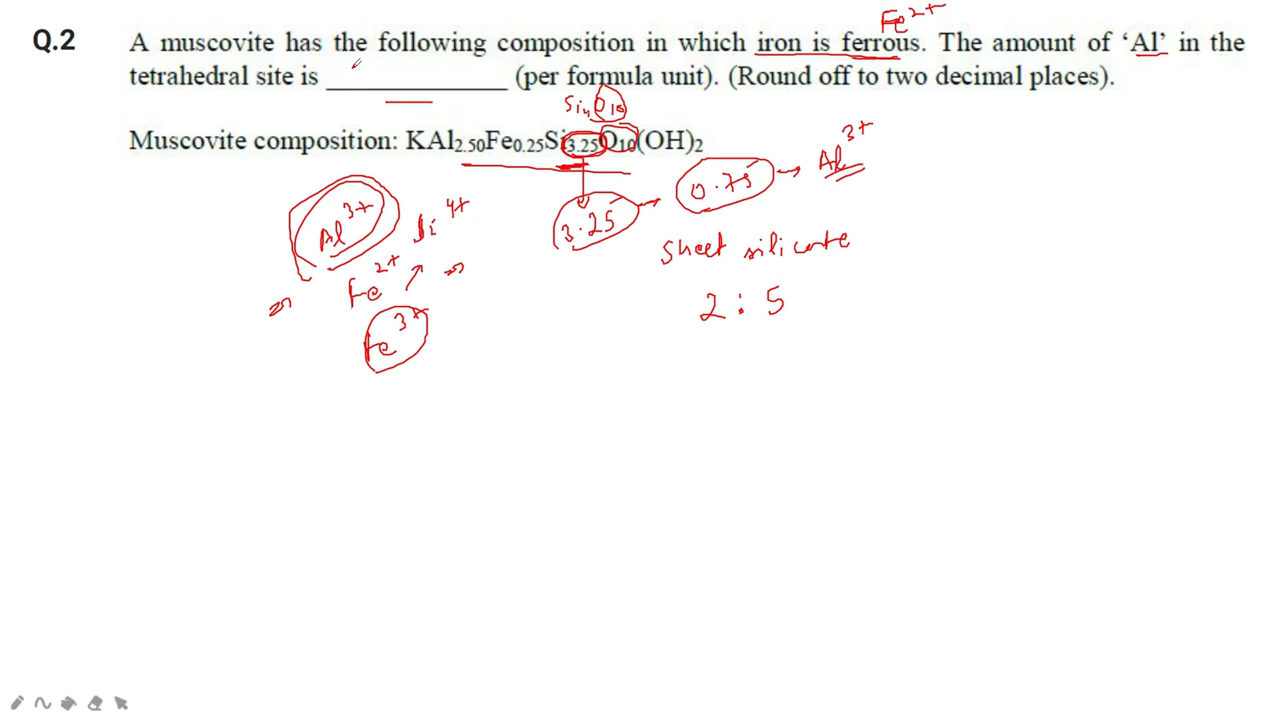 Fe2+
Q.2 A muscovite has the following composition in which iron is ferrous. The amount of ‘Al’ in the
tetrahedral site is ____________ (per formula unit). (Round off to two decimal places).
Si4O10
Muscovite composition: KAl2.50Fe0.25Si3.25O10(OH)2
Al3+
0.75
3.25
Al3+ Si4+
Sheet silicate
Fe2+
2 : 5
Fe3+